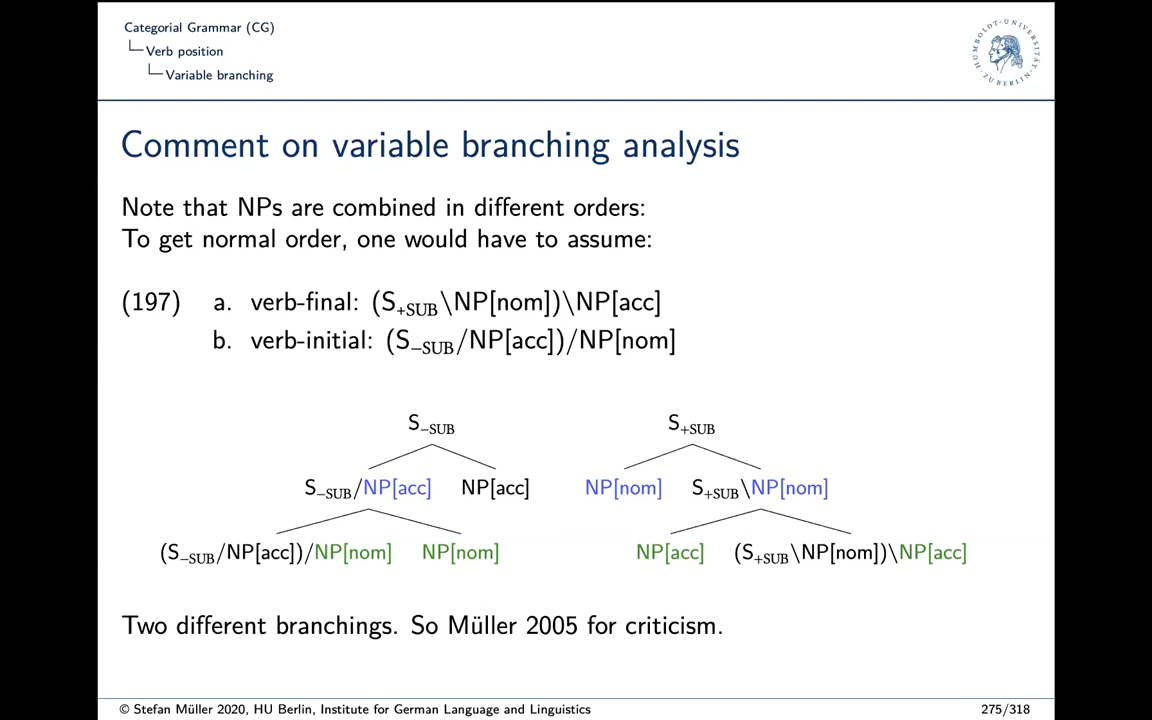 Categorial Grammar (CG)
Verb position
Variable branching
HUMBOLDT-UNIVERSITÄT ZU BERLIN
Comment on variable branching analysis
Note that NPs are combined in different orders:
To get normal order, one would have to assume:
(197) a. verb-final: (S+SUB\NP[nom])\NP[acc]
b. verb-initial: (S−SUB/NP[acc])/NP[nom]
S−SUB S+SUB
S−SUB/NP[acc] NP[acc] NP[nom] S+SUB\NP[nom]
(S−SUB/NP[acc])/NP[nom] NP[nom] NP[acc] (S+SUB\NP[nom])\NP[acc]
Two different branchings. So Müller 2005 for criticism.
© Stefan Müller 2020, HU Berlin, Institute for German Language and Linguistics 275/318